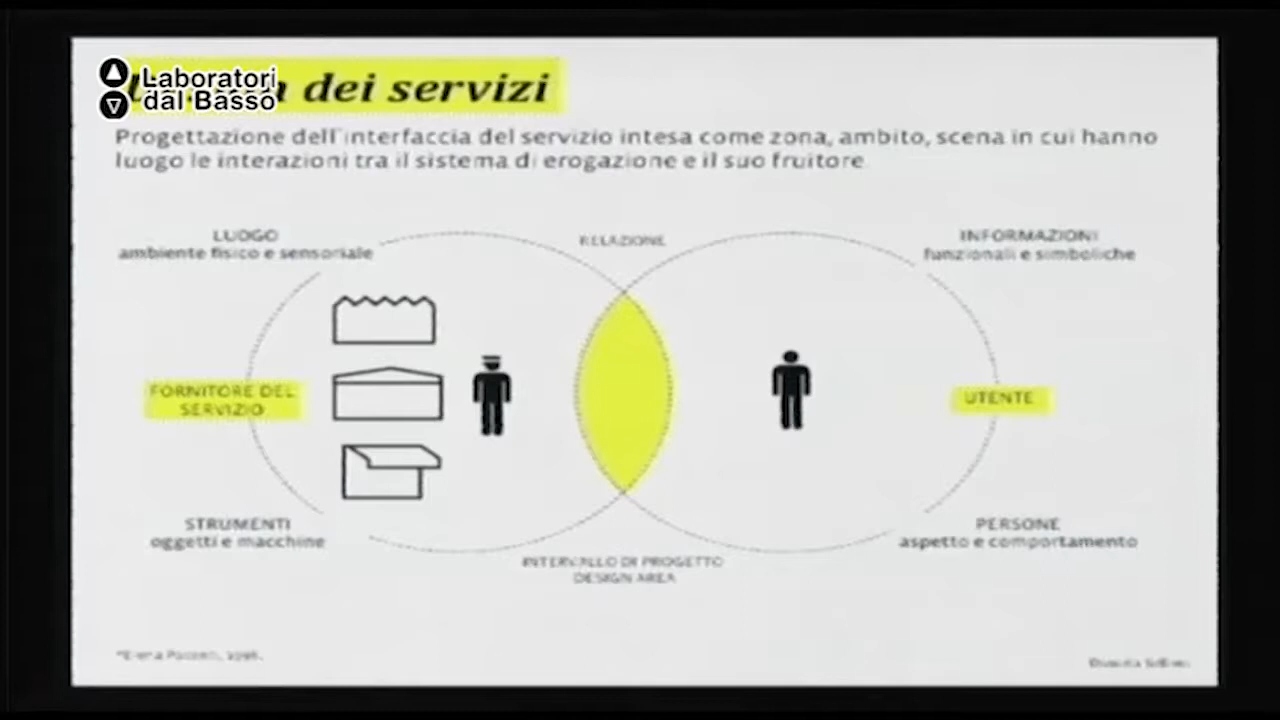 Laboratori
dal Basso
dei servizi
Progettazione dell'interfaccia del servizio intesa come zona, ambito, scena in cui hanno
luogo le interazioni tra il sistema di erogazione e il suo fruitore
LUOGO
ambiente fisico e sensoriale
RELAZIONE
INFORMAZIONI
funzionali e simboliche
FORNITORE DEL
SERVIZIO
UTENTE
STRUMENTI
oggetti e macchine
PERSONE
aspetto e comportamento
INTERVALLO DI PROGETTO
DESIGN AREA